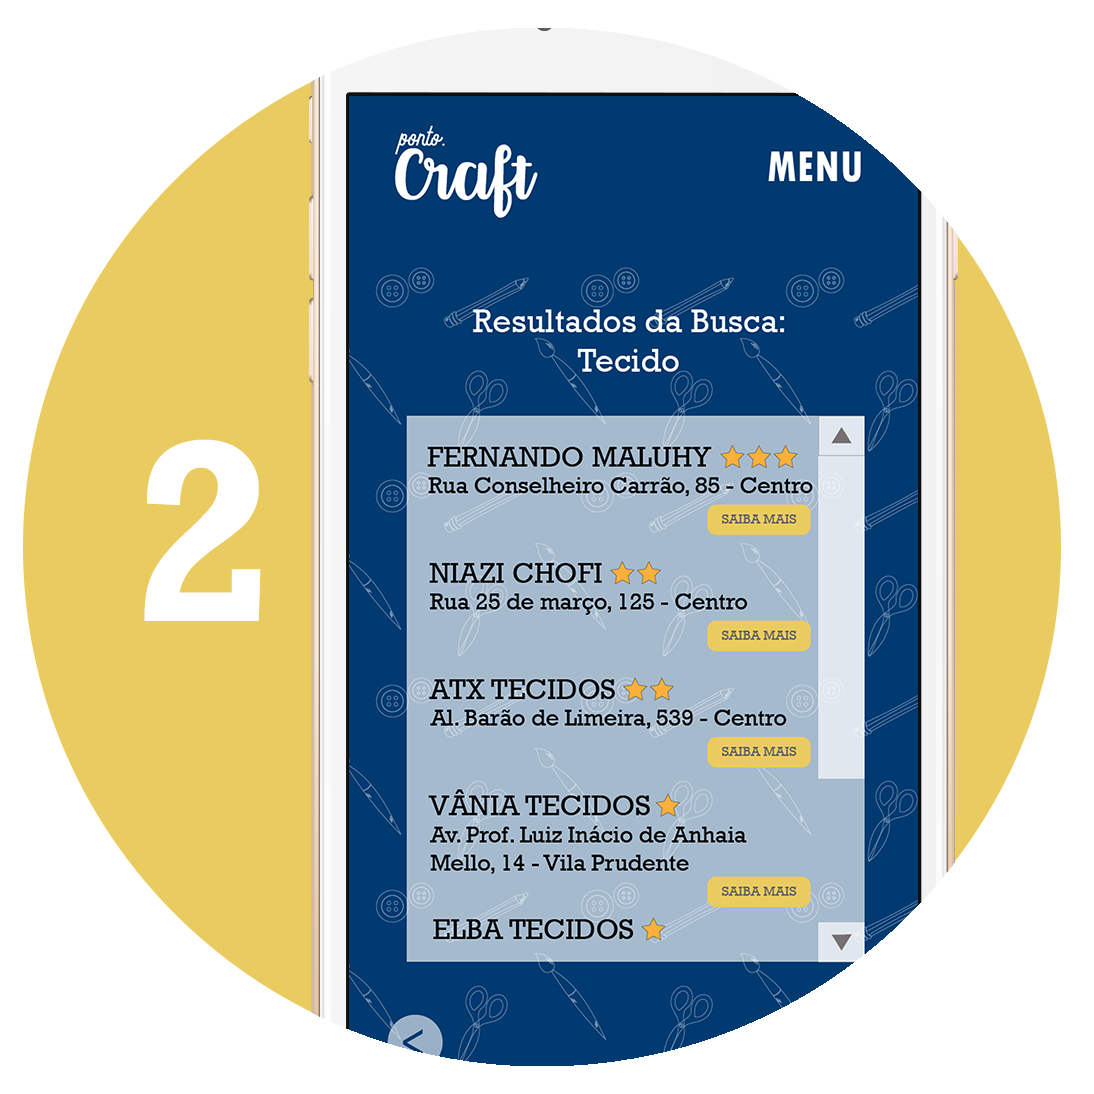 ponto.
Craft
MENU
Resultados da Busca:
Tecido
2
FERNANDO MALUHY
Rua Conselheiro Carrão, 85 - Centro
SAIBA MAIS
NIAZI CHOFI
Rua 25 de março, 125 - Centro
SAIBA MAIS
ATX TECIDOS
Al. Barão de Limeira, 539 - Centro
SAIBA MAIS
VÂNIA TECIDOS
Av. Prof. Luiz Inácio de Anhaia
Mello, 14 - Vila Prudente
SAIBA MAIS
ELBA TECIDOS
<